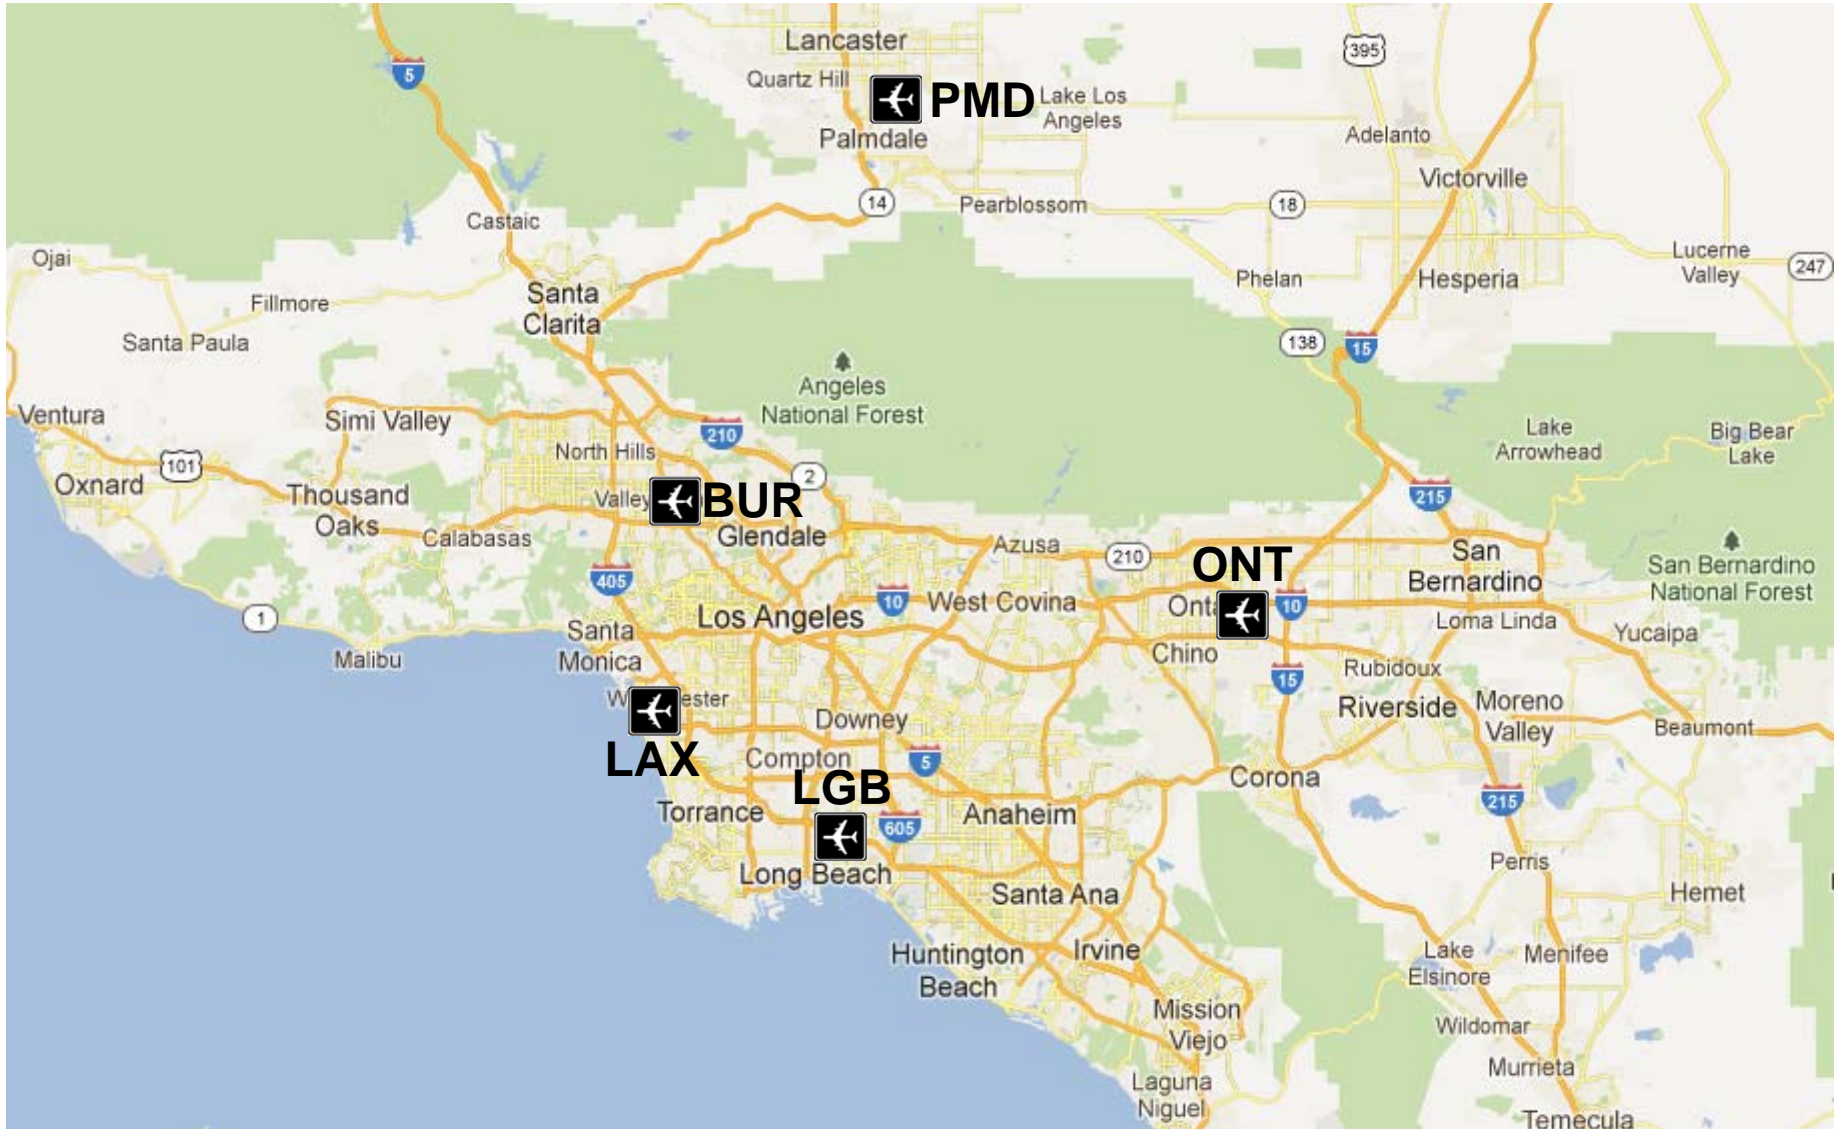 Lancaster
395
5
Quartz Hill
PMD
Lake Los
Angeles
Palmdale
Adelanto
Victorville
14
Pearblossom
18
Castaic
Ojai
Lucerne
Valley
247
Phelan
Hesperia
Santa
Clarita
Fillmore
Santa Paula
138
15
Angeles
National Forest
Ventura
Simi Valley
210
Lake
Arrowhead
Big Bear
Lake
North Hills
101
2
Oxnard
Thousand
Oaks
Valley
BUR
215
Calabasas
Glendale
Azusa
210
ONT
San
Bernardino
San Bernardino
National Forest
405
10
West Covina
10
Los Angeles
Loma Linda
1
Santa
Monica
Yucaipa
Malibu
Chino
Rubidoux
15
Riverside
Moreno
Valley
Downey
Beaumont
LAX
Compton
5
Corona
LGB
Torrance
Anaheim
215
605
Long Beach
Perris
Santa Ana
Hemet
Huntington
Beach
Irvine
Lake
Elsinore
Menifee
Mission
Viejo
Wildomar
Murrieta
Laguna
Niguel
Temecula